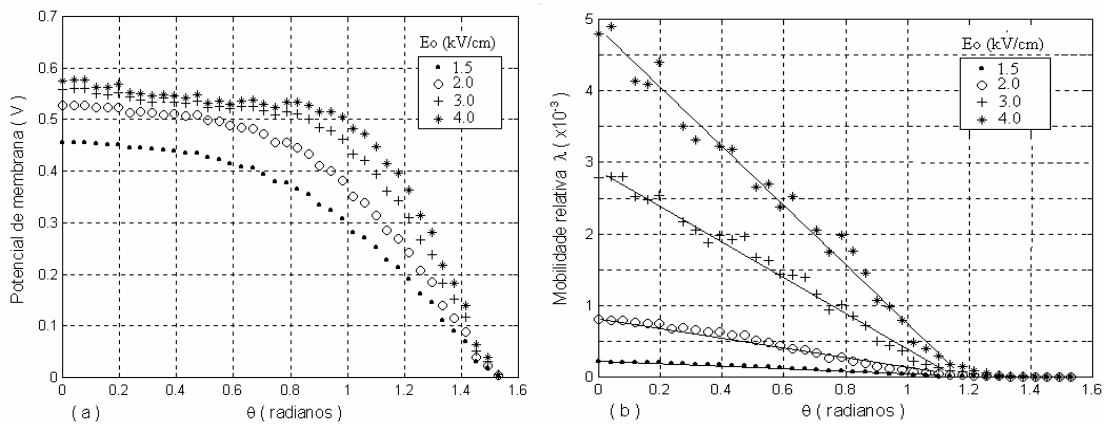 Eo (kV/cm)
1.5
2.0
3.0
4.0
Potencial de membrana ( V )
0.7
0.6
0.5
0.4
0.3
0.2
0.1
0
0 0.2 0.4 0.6 0.8 1 1.2 1.4 1.6
( a ) θ ( radianos )
Eo (kV/cm)
1.5
2.0
3.0
4.0
Mobilidade relativa λ ( x10⁻³ )
5
4
3
2
1
0
0 0.2 0.4 0.6 0.8 1.0 1.2 1.4 1.6
( b ) θ ( radianos )